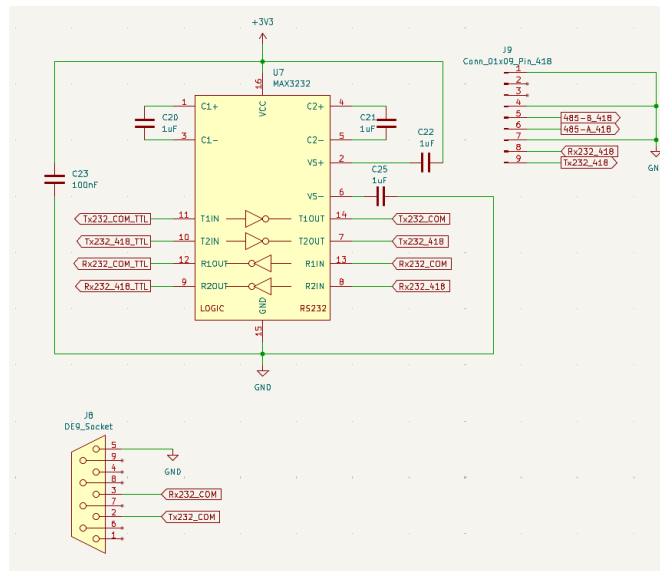 +3V3
J9
Conn_01x09_Pin_418
1
2
3
4
5
6
7
8
9
485-B_418
485-A_418
Rx232_418
Tx232_418
GN
U7
MAX3232
16
VCC
1
C1+
C2+
4
C20
1uF
C21
1uF
3
C1-
C2-
5
C22
1uF
VS+
2
C23
100nF
C25
1uF
VS-
6
Tx232_COM_TTL
11
T1IN
T1OUT
14
Tx232_COM
Tx232_418_TTL
10
T2IN
T2OUT
7
Tx232_418
Rx232_COM_TTL
12
R1OUT
R1IN
13
Rx232_COM
Rx232_418_TTL
9
R2OUT
R2IN
8
Rx232_418
GND
LOGIC
RS232
15
GND
J8
DE9_Socket
5
9
4
8
3
7
2
6
1
GND
Rx232_COM
Tx232_COM